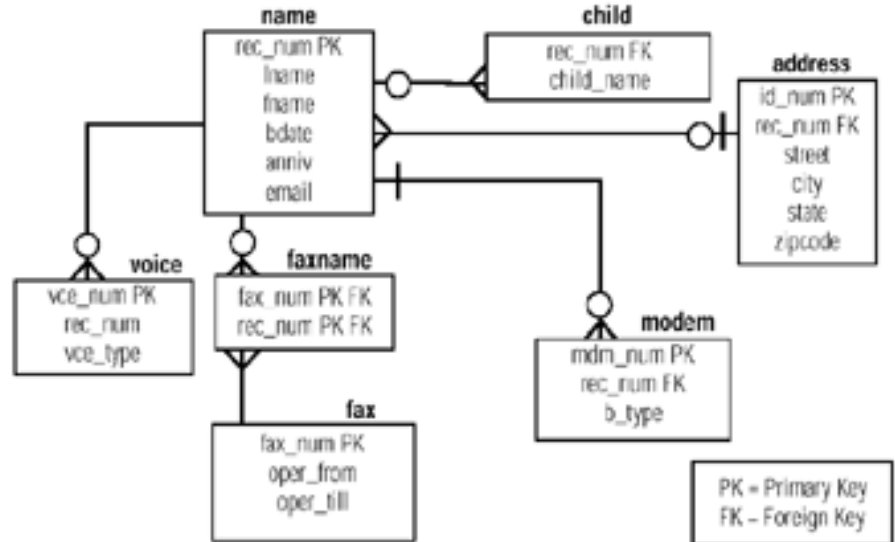 name
rec_num PK
lname
fname
bdate
anniv
email
child
rec_num FK
child_name
address
id_num PK
rec_num FK
street
city
state
zipcode
voice
vce_num PK
rec_num
vce_type
faxname
fax_num PK FK
rec_num PK FK
modem
mdm_num PK
rec_num FK
b_type
fax
fax_num PK
oper_from
oper_till
PK = Primary Key
FK = Foreign Key